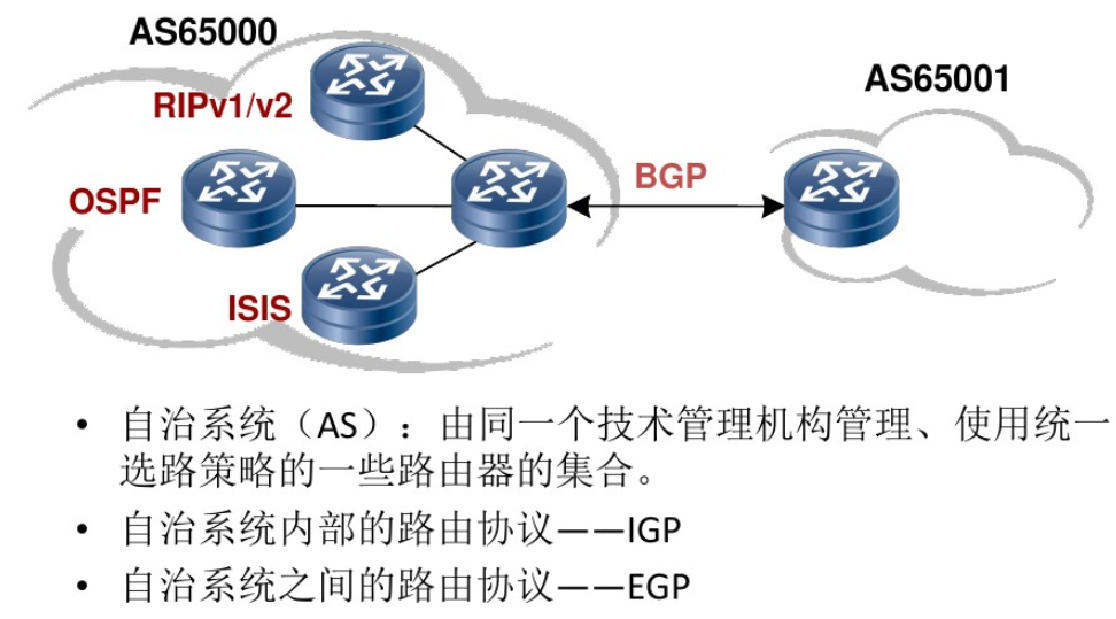 AS65000
AS65001
RIPv1/v2
BGP
OSPF
ISIS
• 自治系统（AS）：由同一个技术管理机构管理、使用统一
选路策略的一些路由器的集合。
• 自治系统内部的路由协议——IGP
• 自治系统之间的路由协议——EGP